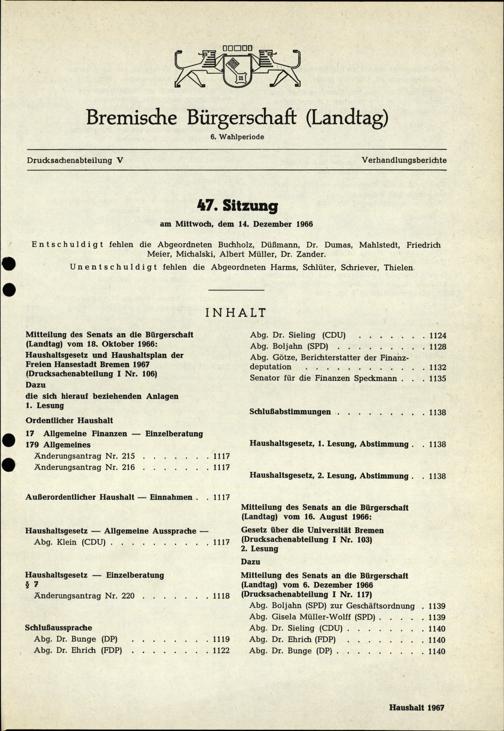 Bremische Bürgerschaft (Landtag)
6. Wahlperiode
Drucksachenabteilung V
Verhandlungsberichte
47. Sitzung
am Mittwoch, dem 14. Dezember 1966
Entschuldigt fehlen die Abgeordneten Buchholz, Düßmann, Dr. Dumas, Mahlstedt, Friedrich
Meier, Michalski, Albert Müller, Dr. Zander.
Unentschuldigt fehlen die Abgeordneten Harms, Schlüter, Schriever, Thielen
INHALT
Mitteilung des Senats an die Bürgerschaft
(Landtag) vom 18. Oktober 1966:
Haushaltsgesetz und Haushaltsplan der
Freien Hansestadt Bremen 1967
(Drucksachenabteilung I Nr. 106)
Dazu
die sich hierauf beziehenden Anlagen
1. Lesung
Ordentlicher Haushalt
17 Allgemeine Finanzen — Einzelberatung
179 Allgemeines
Änderungsantrag Nr. 215 . . . . . . . 1117
Änderungsantrag Nr. 216 . . . . . . . 1117
Außerordentlicher Haushalt — Einnahmen . . 1117
Haushaltsgesetz — Allgemeine Aussprache —
Abg. Klein (CDU) . . . . . . . . . . 1117
Haushaltsgesetz — Einzelberatung
§ 7
Änderungsantrag Nr. 220 . . . . . . . 1118
Schlußaussprache
Abg. Dr. Bunge (DP) . . . . . . . . 1119
Abg. Dr. Ehrich (FDP) . . . . . . . . 1122
Abg. Dr. Sieling (CDU) . . . . . . . 1124
Abg. Boljahn (SPD) . . . . . . . . . 1128
Abg. Götze, Berichterstatter der Finanz-
deputation . . . . . . . . . . . . 1132
Senator für die Finanzen Speckmann . . . 1135
Schlußabstimmungen . . . . . . . . . 1138
Haushaltsgesetz, 1. Lesung, Abstimmung . . 1138
Haushaltsgesetz, 2. Lesung, Abstimmung . . 1138
Mitteilung des Senats an die Bürgerschaft
(Landtag) vom 16. August 1966:
Gesetz über die Universität Bremen
(Drucksachenabteilung I Nr. 103)
2. Lesung
Dazu
Mitteilung des Senats an die Bürgerschaft
(Landtag) vom 6. Dezember 1966
(Drucksachenabteilung I Nr. 117)
Abg. Boljahn (SPD) zur Geschäftsordnung . 1139
Abg. Gisela Müller-Wolff (SPD) . . . . . 1139
Abg. Dr. Sieling (CDU) . . . . . . . . 1140
Abg. Dr. Ehrich (FDP) . . . . . . . . 1140
Abg. Dr. Bunge (DP) . . . . . . . . . 1140
Haushalt 1967